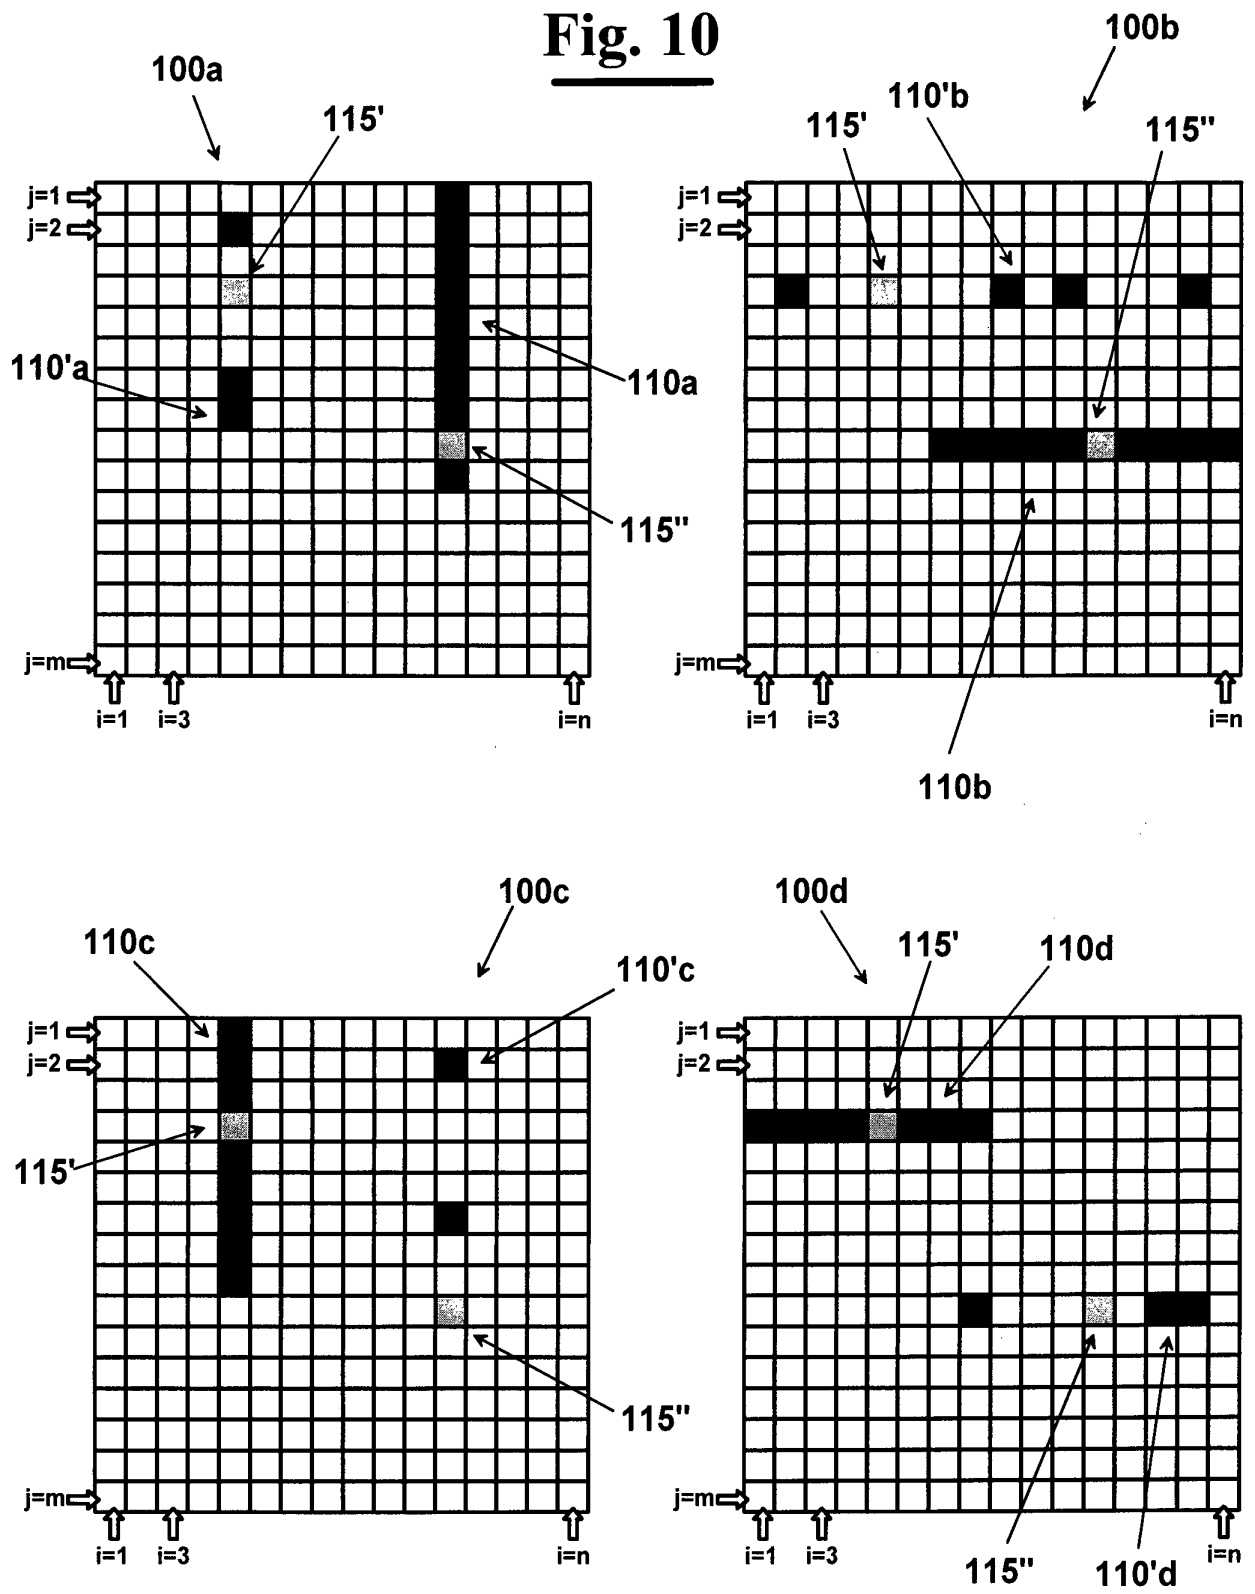 Fig. 10
100a
115'
110'a
110a
115"
j=1
j=2
j=m
i=1
i=3
i=n
100b
110'b
115'
115"
j=1
j=2
j=m
i=1
i=3
i=n
110b
100c
110c
110'c
j=1
j=2
115'
115"
j=m
i=1
i=3
i=n
100d
115'
110d
j=1
j=2
j=m
i=1
i=3
i=n
115"
110'd